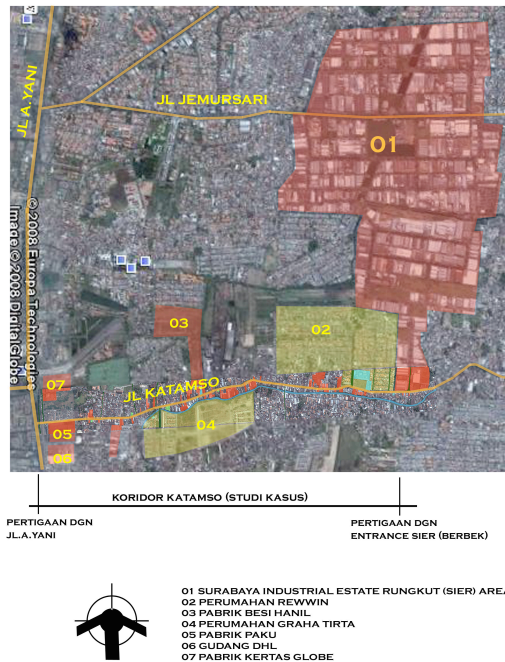 A
JL A.YANI
JL JEMURSARI
01
© 2008 Europa Technologies
Image © 2008 DigitalGlobe
02
03
07
JL KATAMSO
04
05
06
KORIDOR KATAMSO (STUDI KASUS)
PERTIGAAN DGN
JL.A.YANI
PERTIGAAN DGN
ENTRANCE SIER (BERBEK)
01 SURABAYA INDUSTRIAL ESTATE RUNGKUT (SIER) AREA
02 PERUMAHAN REWWIN
03 PABRIK BESI HANIL
04 PERUMAHAN GRAHA TIRTA
05 PABRIK PAKU
06 GUDANG DHL
07 PABRIK KERTAS GLOBE